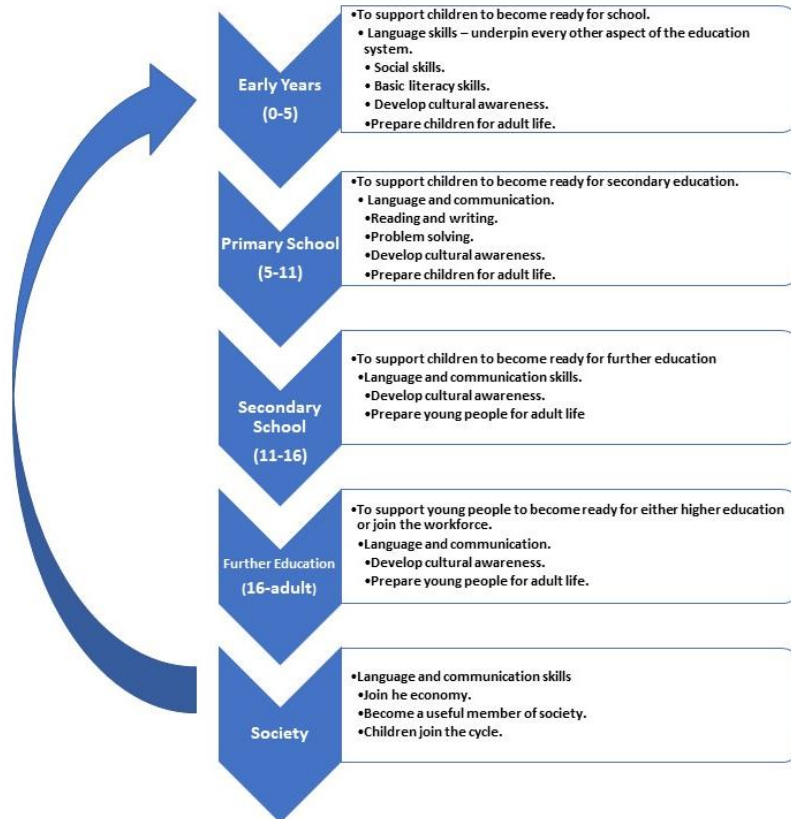 Early Years
(0-5)
•To support children to become ready for school.
• Language skills – underpin every other aspect of the education
system.
• Social skills.
• Basic literacy skills.
• Develop cultural awareness.
•Prepare children for adult life.
Primary School
(5-11)
•To support children to become ready for secondary education.
• Language and communication.
•Reading and writing.
•Problem solving.
•Develop cultural awareness.
•Prepare children for adult life.
Secondary
School
(11-16)
•To support children to become ready for further education
•Language and communication skills.
•Develop cultural awareness.
•Prepare young people for adult life
Further Education
(16-adult)
•To support young people to become ready for either higher education
or join the workforce.
•Language and communication.
•Develop cultural awareness.
•Prepare young people for adult life.
Society
•Language and communication skills
•Join he economy.
•Become a useful member of society.
•Children join the cycle.